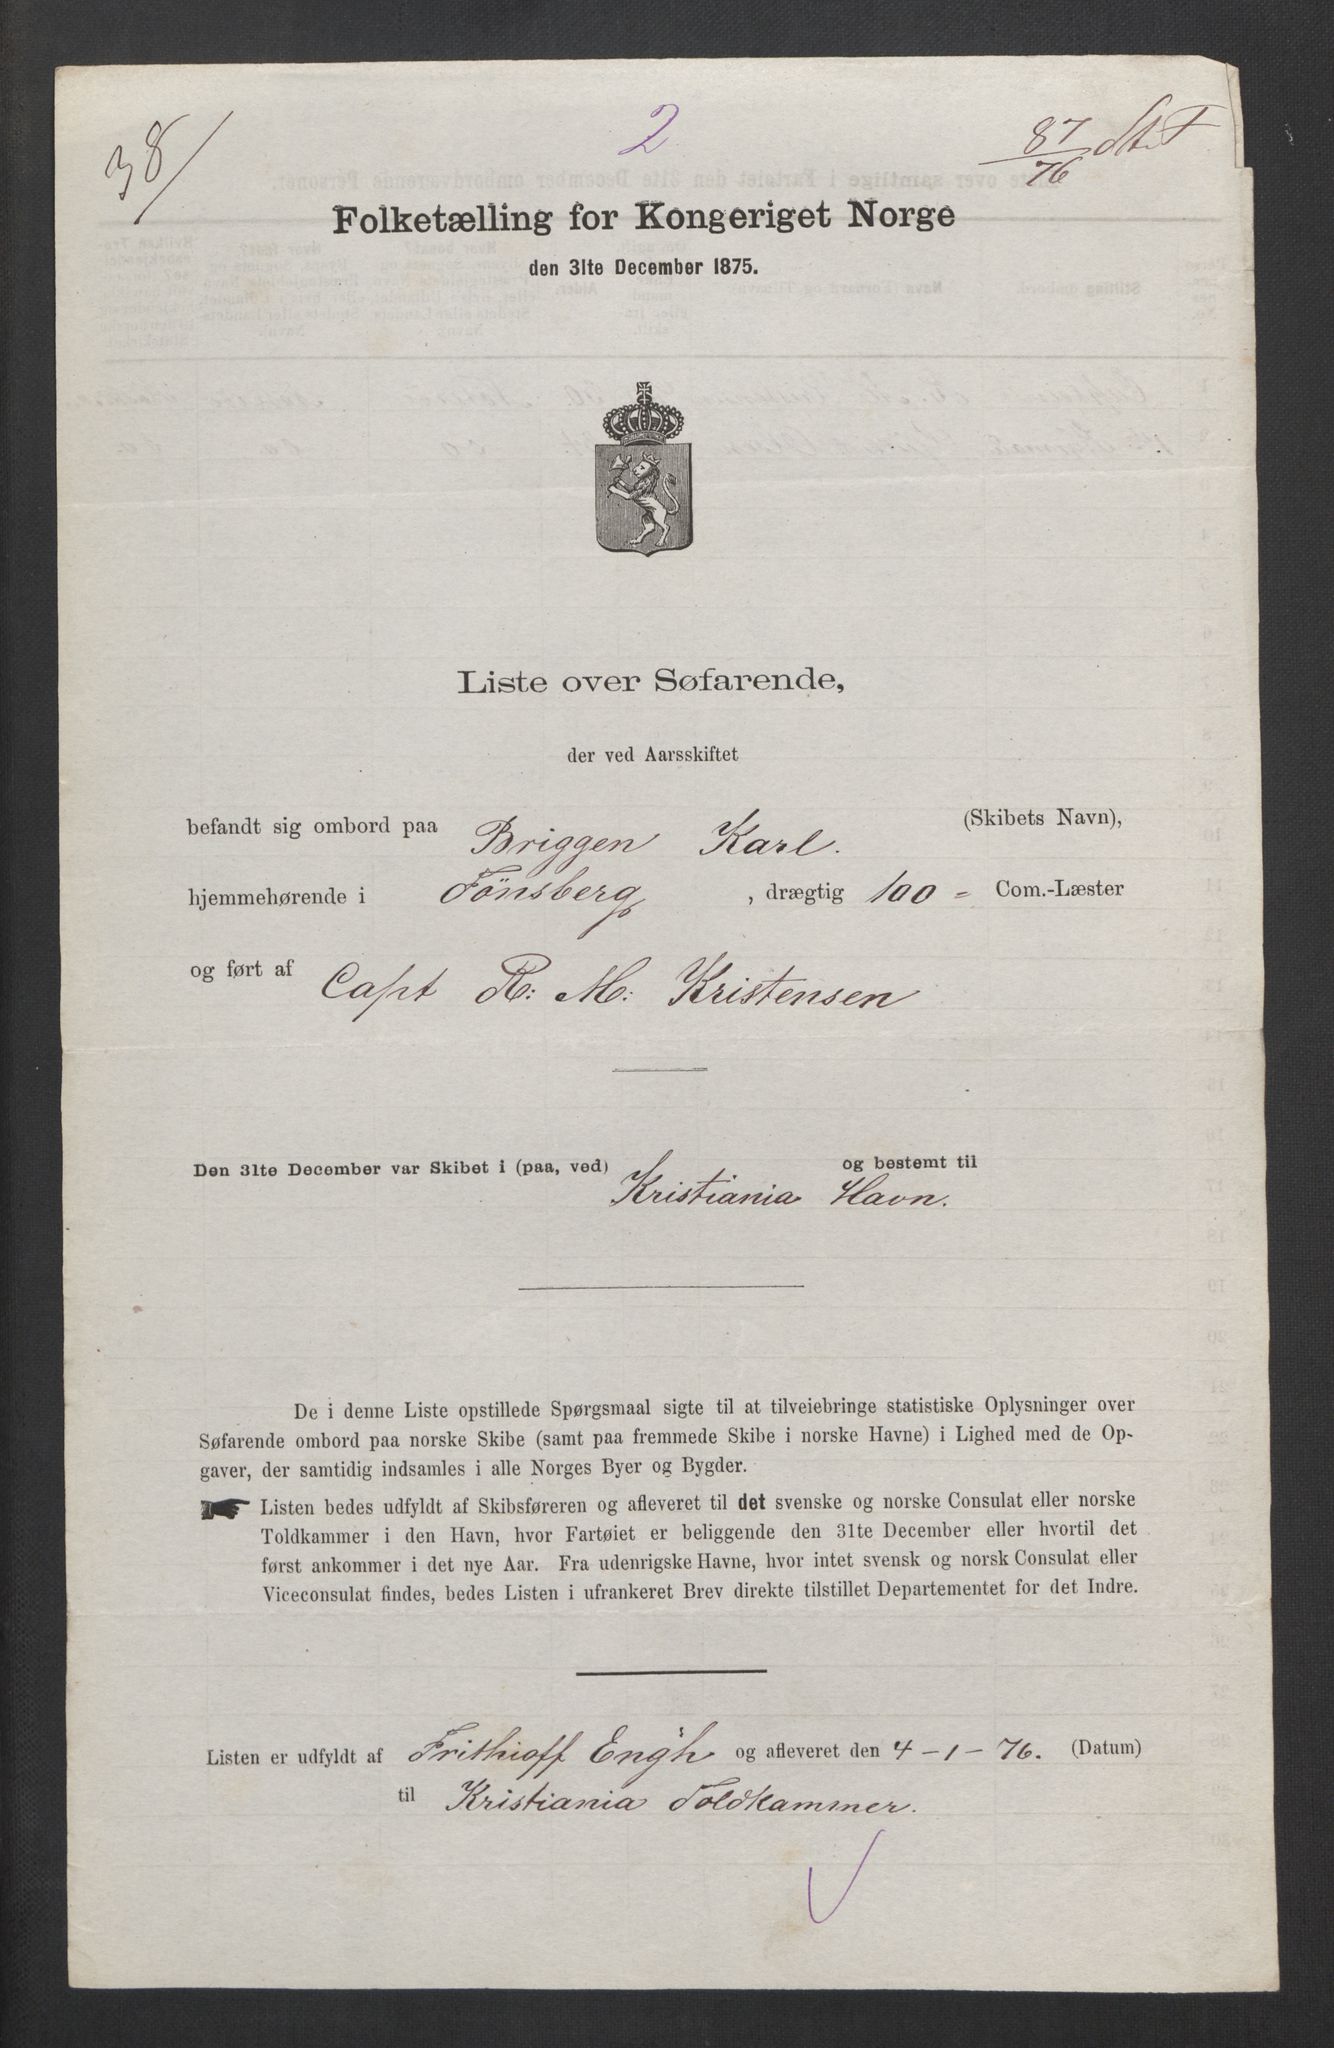 38/
2
87
76
Folketælling for Kongeriget Norge
den 31te December 1875.
Liste over Søfarende,
der ved Aarsskiftet
befandt sig ombord paa Briggen Karl. (Skibets Navn),
hjemmehørende i Tönsberg, drægtig 100 = Com.-Læster
og ført af Capt R: M: Kristensen
Den 31te December var Skibet i (paa, ved) Kristiania Havn. og bestemt til
De i denne Liste opstillede Spørgsmaal sigte til at tilveiebringe statistiske Oplysninger over
Søfarende ombord paa norske Skibe (samt paa fremmede Skibe i norske Havne) i Lighed med de Op-
gaver, der samtidig indsamles i alle Norges Byer og Bygder.
Listen bedes udfyldt af Skibsføreren og afleveret til det svenske og norske Consulat eller norske
Toldkammer i den Havn, hvor Fartøiet er beliggende den 31te December eller hvortil det
først ankommer i det nye Aar. Fra udenrigske Havne, hvor intet svensk og norsk Consulat eller
Viceconsulat findes, bedes Listen i ufrankeret Brev direkte tilstillet Departementet for det Indre.
Listen er udfyldt af Frithioff Engh og afleveret den 4-1-76. (Datum)
til Kristiania Toldkammer.